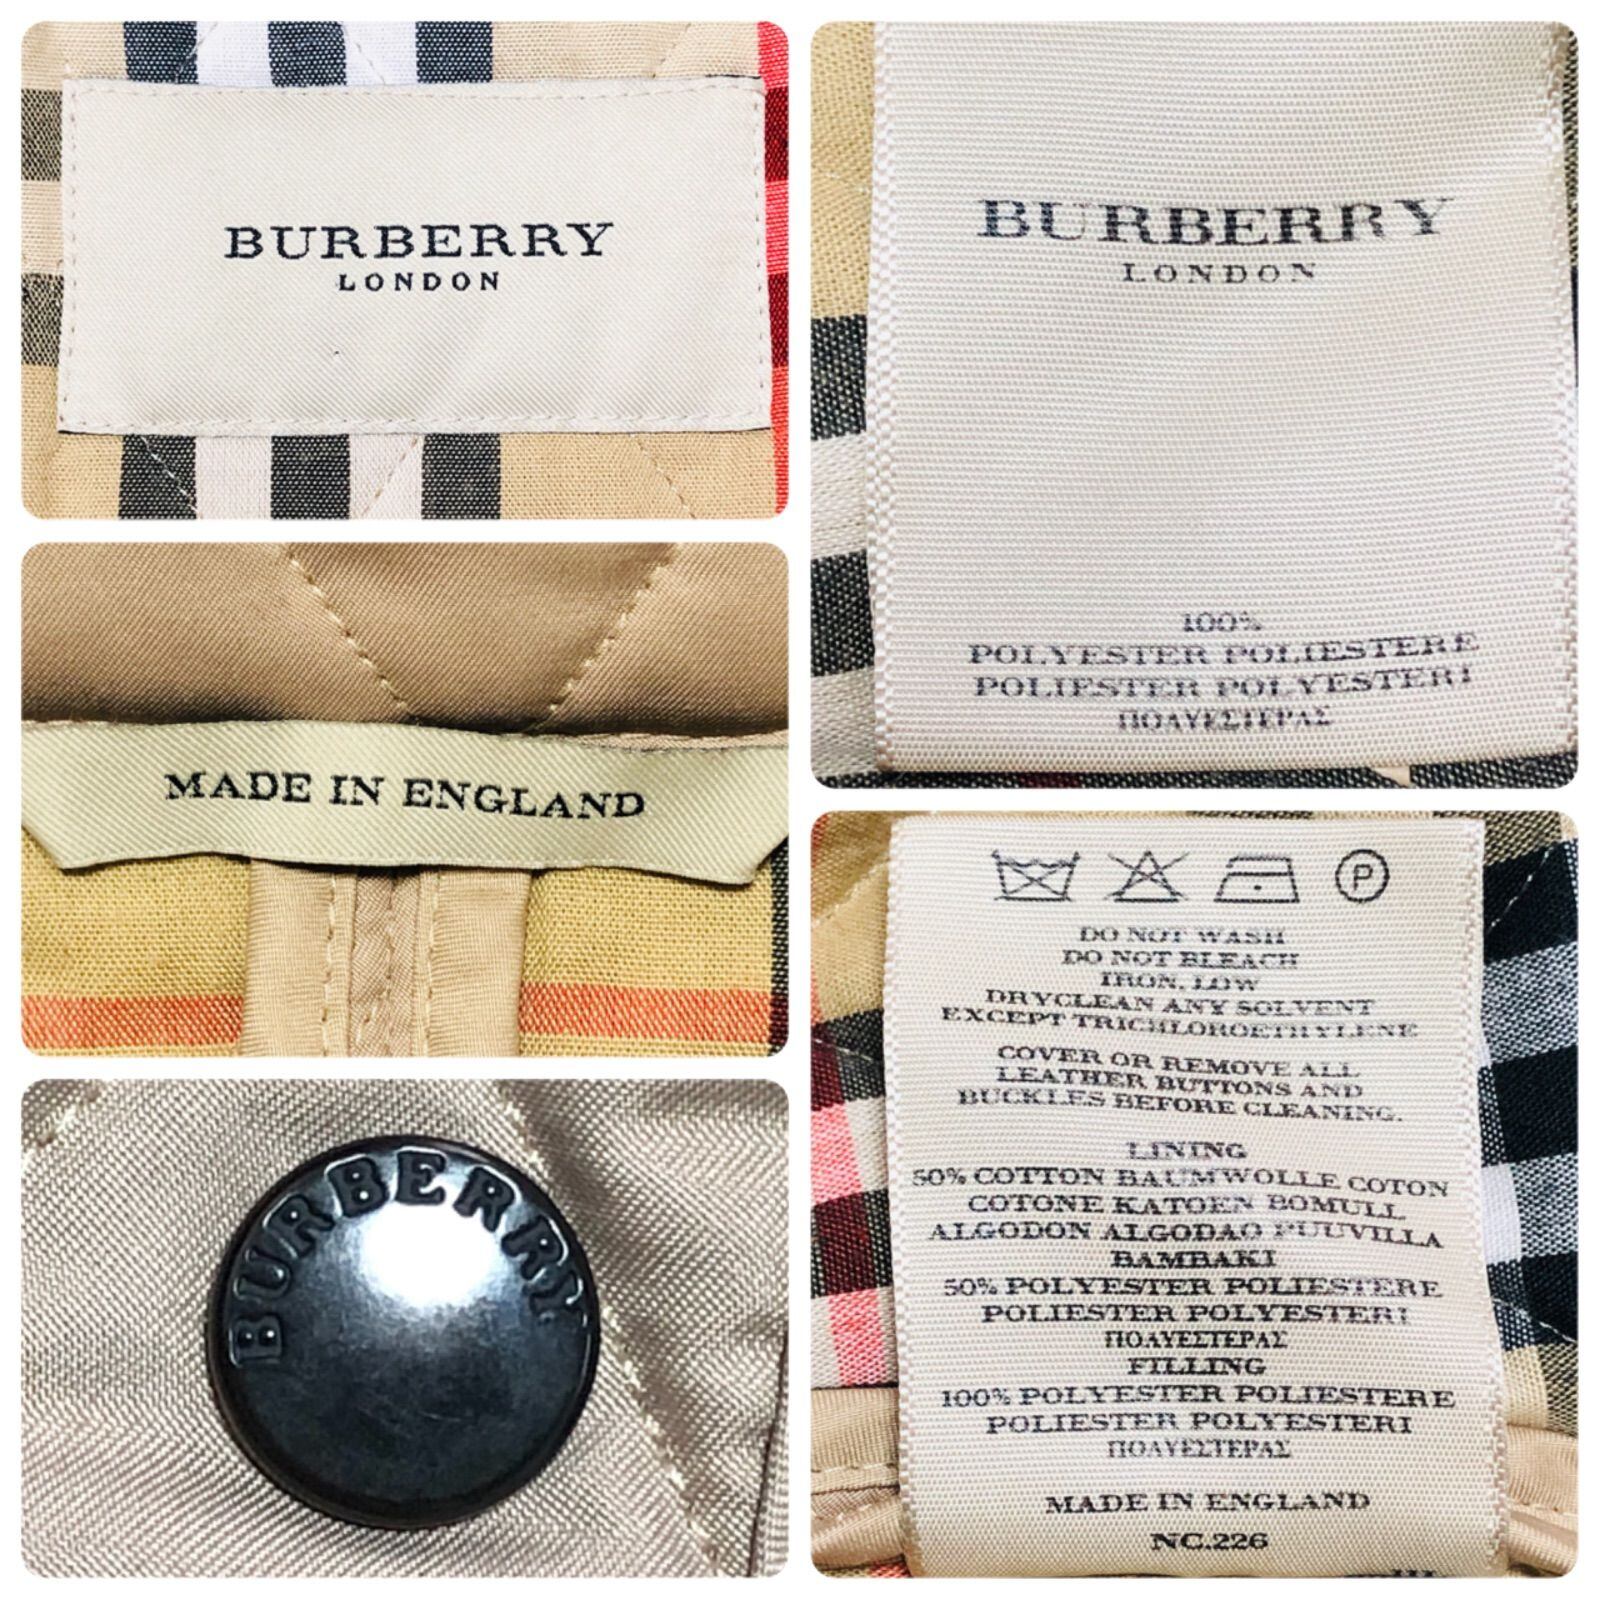 BURBERRY
LONDON
MADE IN ENGLAND
BURBERRY
BURBERRY
LONDON
100%
POLYESTER POLIESTERE
POLIESTER POLYESTERI
ΠΟΛΥΕΣΤΕΡΑΣ
P
DO NOT WASH
DO NOT BLEACH
IRON, LOW
DRYCLEAN ANY SOLVENT
EXCEPT TRICHLOROETHYLENE
COVER OR REMOVE ALL
LEATHER BUTTONS AND
BUCKLES BEFORE CLEANING.
LINING
50% COTTON BAUMWOLLE COTON
COTONE KATOEN BOMULL
ALGODON ALGODAO PUUVILLA
BAMBAKI
50% POLYESTER POLIESTERE
POLIESTER POLYESTERI
ΠΟΛΥΕΣΤΕΡΑΣ
FILLING
100% POLYESTER POLIESTERE
POLIESTER POLYESTERI
ΠΟΛΥΕΣΤΕΡΑΣ
MADE IN ENGLAND
NC.226